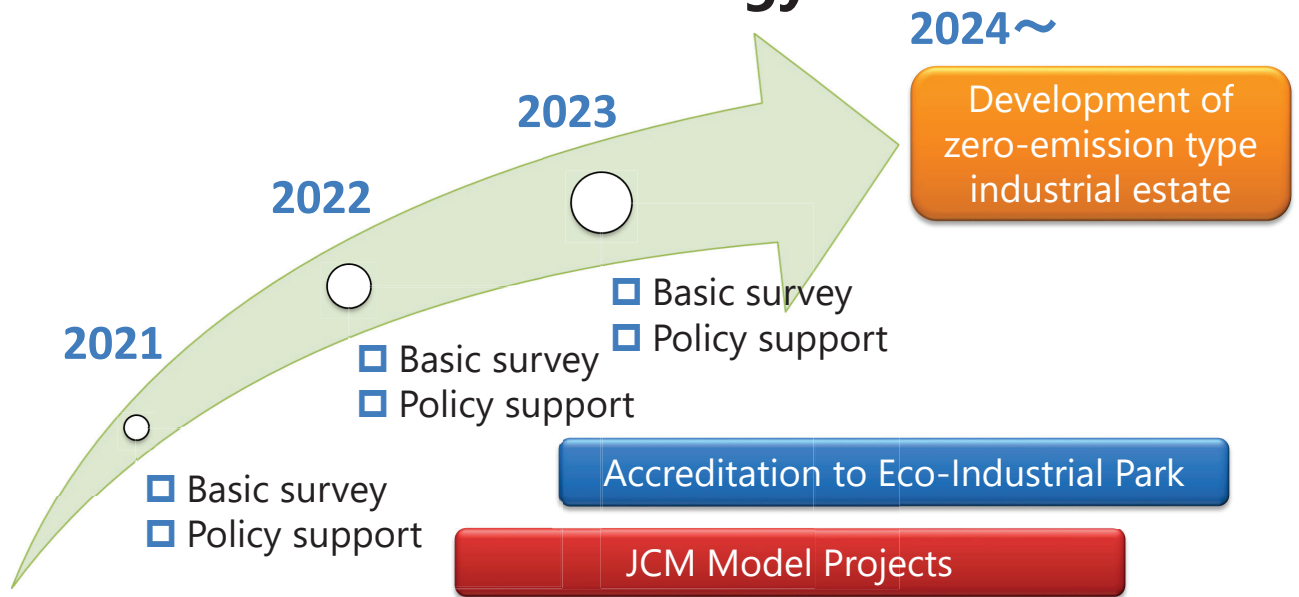 2024～
Development of
zero-emission type
industrial estate
2023
2022
Basic survey
Policy support
2021
Basic survey
Policy support
Basic survey
Policy support
Accreditation to Eco-Industrial Park
JCM Model Projects